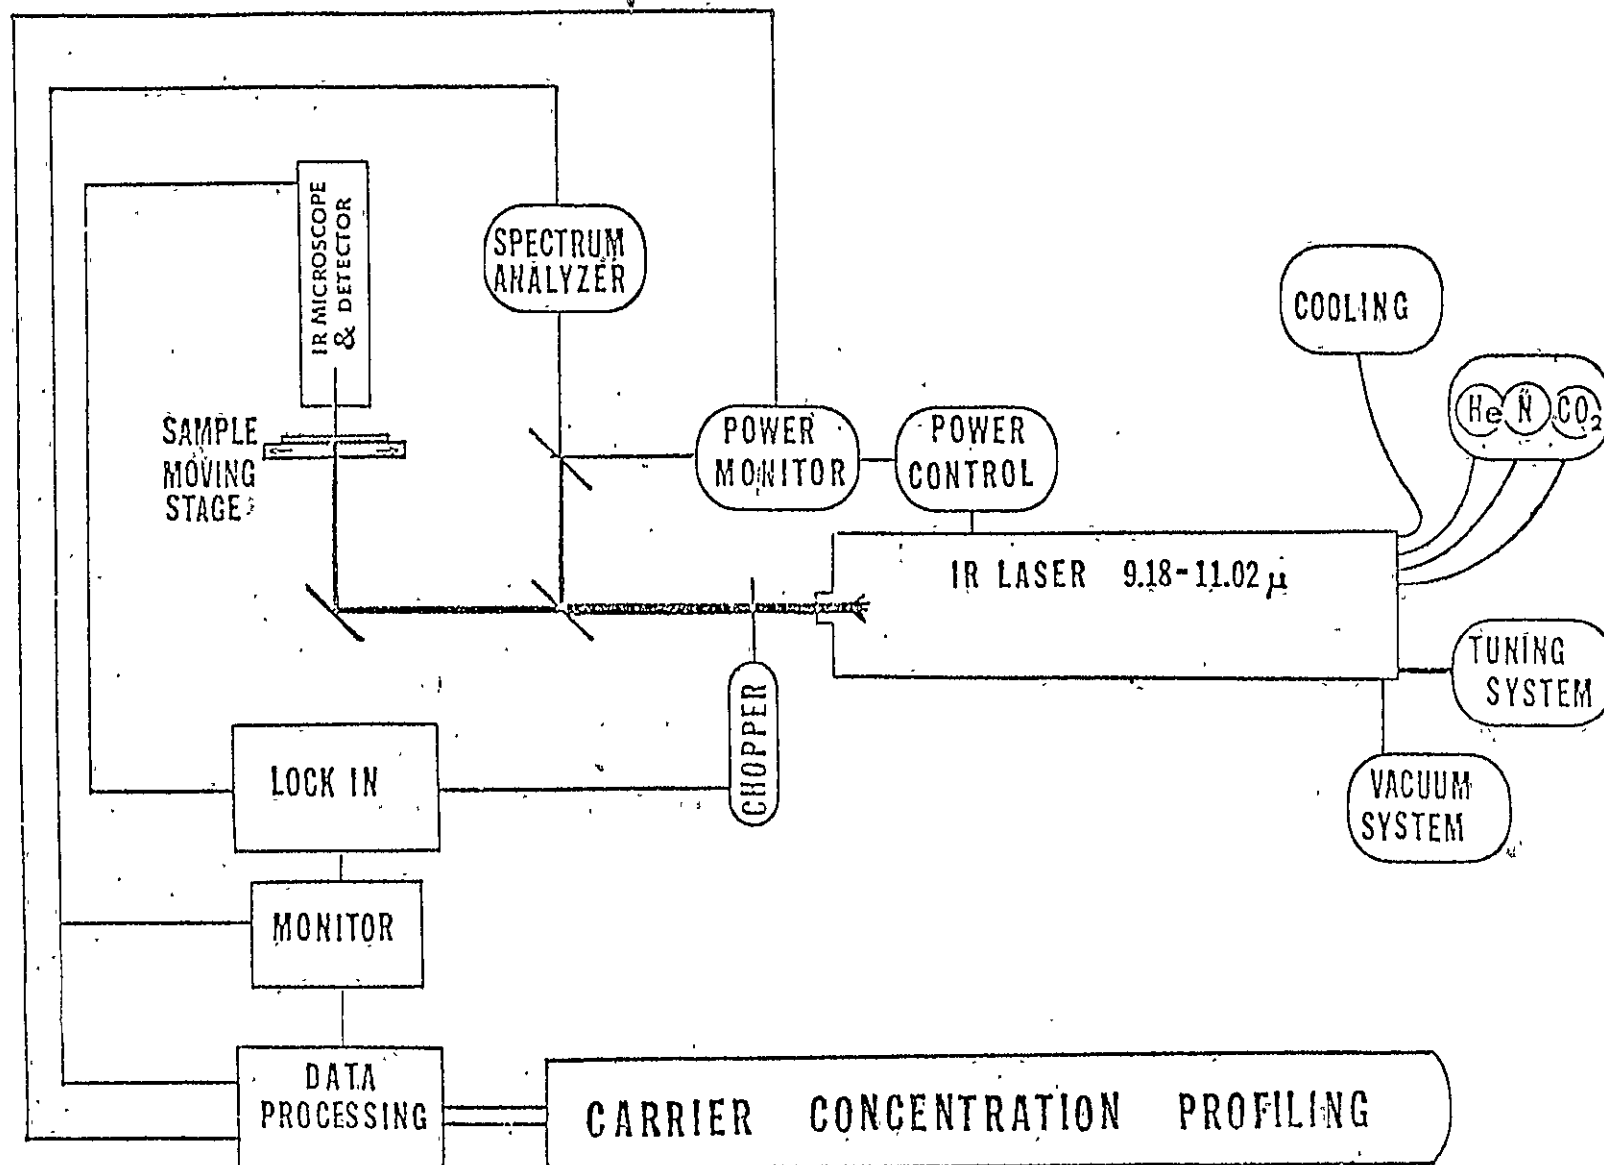 IR MICROSCOPE
& DETECTOR
SPECTRUM
ANALYZER
COOLING
He N CO₂
SAMPLE
MOVING
STAGE
POWER
MONITOR
POWER
CONTROL
IR LASER 9.18-11.02 μ
TUNING
SYSTEM
CHOPPER
LOCK IN
VACUUM
SYSTEM
MONITOR
DATA
PROCESSING
CARRIER CONCENTRATION PROFILING